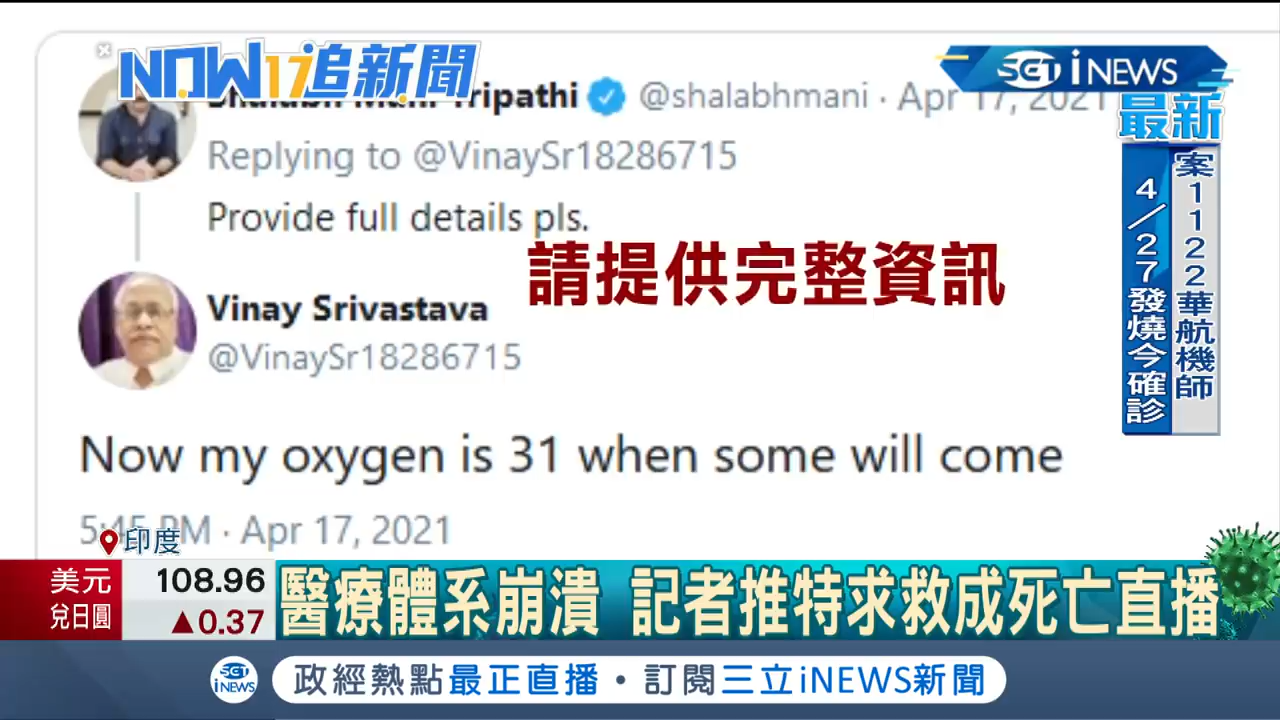 NOW17追新聞
SET iNEWS
Tripathi @shalabhmani · Apr 17, 2021
最新
Replying to @VinaySr18286715
Provide full details pls.
請提供完整資訊
案1122華航機師
4/27發燒今確診
Vinay Srivastava
@VinaySr18286715
Now my oxygen is 31 when some will come
5:45 PM · Apr 17, 2021
印度
美元
兌日圓
108.96
▲0.37
醫療體系崩潰 記者推特求救成死亡直播
SET iNEWS
政經熱點最正直播·訂閱三立iNEWS新聞